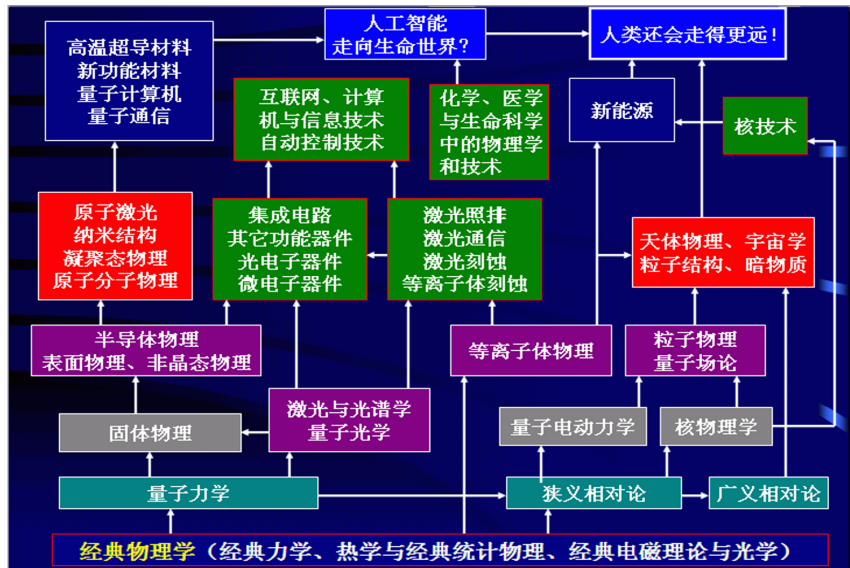 高温超导材料
新功能材料
量子计算机
量子通信
人工智能
走向生命世界?
人类还会走得更远!
互联网、计算
机与信息技术
自动控制技术
化学、医学
与生命科学
中的物理学
和技术
新能源
核技术
原子激光
纳米结构
凝聚态物理
原子分子物理
集成电路
其它功能器件
光电子器件
微电子器件
激光照排
激光通信
激光刻蚀
等离子体刻蚀
天体物理、宇宙学
粒子结构、暗物质
半导体物理
表面物理、非晶态物理
等离子体物理
粒子物理
量子场论
激光与光谱学
量子光学
固体物理
量子电动力学
核物理学
量子力学
狭义相对论
广义相对论
经典物理学（经典力学、热学与经典统计物理、经典电磁理论与光学）